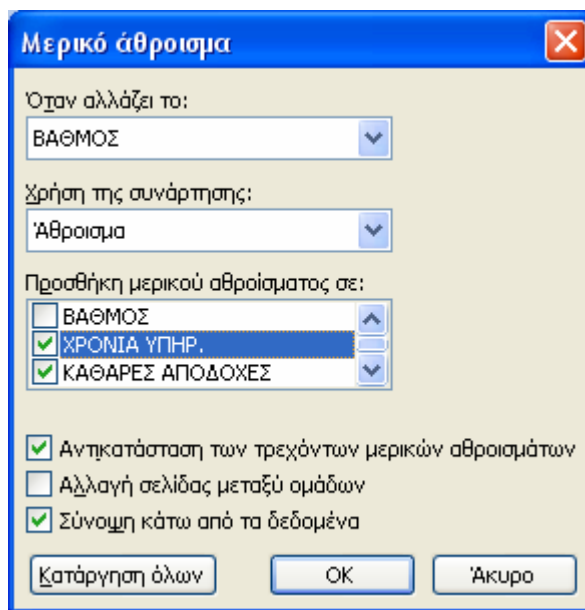 Μερικό άθροισμα
Όταν αλλάζει το:
ΒΑΘΜΟΣ
Χρήση της συνάρτησης:
Άθροισμα
Προσθήκη μερικού αθροίσματος σε:
ΒΑΘΜΟΣ
ΧΡΟΝΙΑ ΥΠΗΡ.
ΚΑΘΑΡΕΣ ΑΠΟΔΟΧΕΣ
Αντικατάσταση των τρεχόντων μερικών αθροισμάτων
Αλλαγή σελίδας μεταξύ ομάδων
Σύνοψη κάτω από τα δεδομένα
Κατάργηση όλων OK Άκυρο